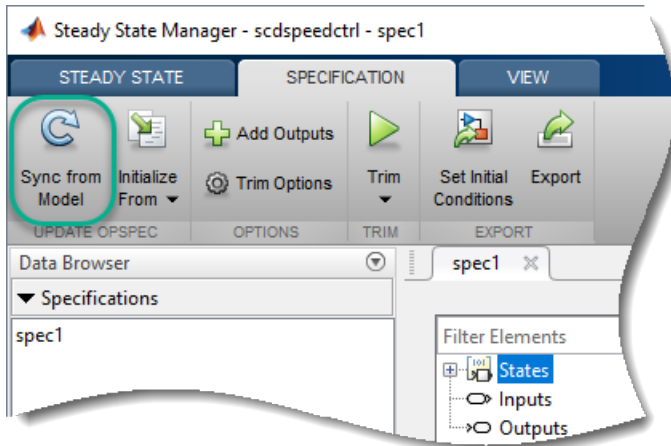 Steady State Manager - scdspeedctrl - spec1
STEADY STATE SPECIFICATION VIEW
Sync from Model
Initialize From
Add Outputs
Trim Options
Trim
Set Initial Conditions
Export
UPDATE OPSPEC OPTIONS TRIM EXPORT
Data Browser
Specifications
spec1
spec1
Filter Elements
States
Inputs
Outputs